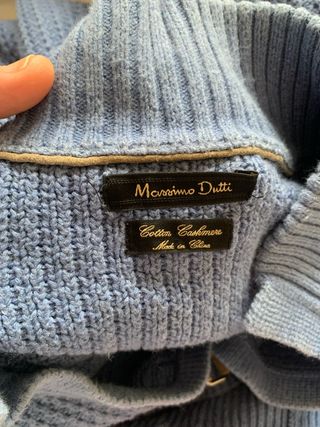 Massimo Dutti
Cotton Cashmere
Made in China